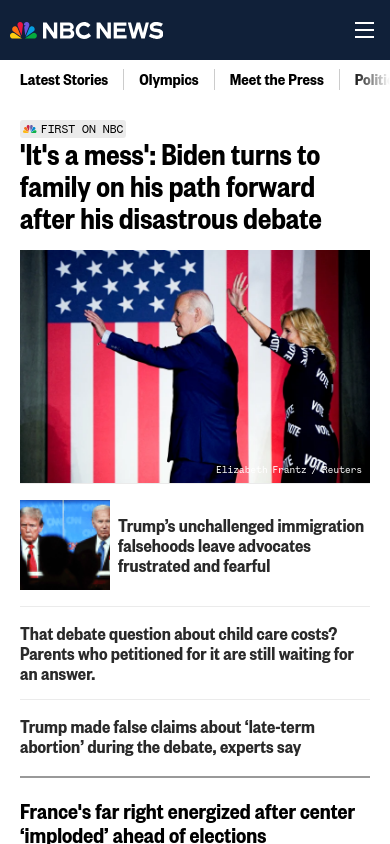 NBC NEWS
Latest Stories
Olympics
Meet the Press
Politi
FIRST ON NBC
'It's a mess': Biden turns to
family on his path forward
after his disastrous debate
VOTE
VOTE
VOTE
VOTE
Elizabeth Frantz / Reuters
Trump’s unchallenged immigration
falsehoods leave advocates
frustrated and fearful
That debate question about child care costs?
Parents who petitioned for it are still waiting for
an answer.
Trump made false claims about ‘late-term
abortion’ during the debate, experts say
France's far right energized after center
‘imploded’ ahead of elections